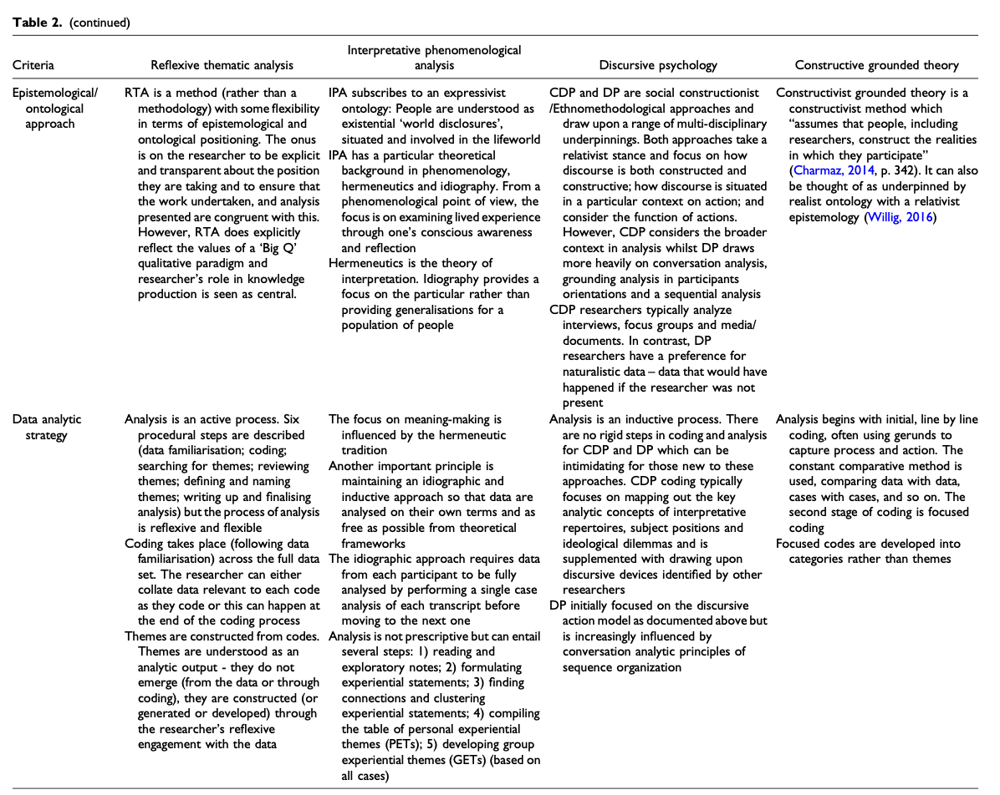 Table 2. (continued)
Criteria
Reflexive thematic analysis
Interpretative phenomenological
analysis
Discursive psychology
Constructive grounded theory
Epistemological/
ontological
approach
RTA is a method (rather than a
methodology) with some flexibility
in terms of epistemological and
ontological positioning. The onus
is on the researcher to be explicit
and transparent about the position
they are taking and to ensure that
the work undertaken, and analysis
presented are congruent with this.
However, RTA does explicitly
reflect the values of a ‘Big Q’
qualitative paradigm and
researcher’s role in knowledge
production is seen as central.
IPA subscribes to an expressivist
ontology: People are understood as
existential ‘world disclosures’,
situated and involved in the lifeworld
IPA has a particular theoretical
background in phenomenology,
hermeneutics and idiography. From a
phenomenological point of view, the
focus is on examining lived experience
through one’s conscious awareness
and reflection
Hermeneutics is the theory of
interpretation. Idiography provides a
focus on the particular rather than
providing generalisations for a
population of people
CDP and DP are social constructionist
/Ethnomethodological approaches and
draw upon a range of multi-disciplinary
underpinnings. Both approaches take a
relativist stance and focus on how
discourse is both constructed and
constructive; how discourse is situated
in a particular context on action; and
consider the function of actions.
However, CDP considers the broader
context in analysis whilst DP draws
more heavily on conversation analysis,
grounding analysis in participants
orientations and a sequential analysis
CDP researchers typically analyze
interviews, focus groups and media/
documents. In contrast, DP
researchers have a preference for
naturalistic data – data that would have
happened if the researcher was not
present
Constructivist grounded theory is a
constructivist method which
“assumes that people, including
researchers, construct the realities
in which they participate”
(Charmaz, 2014, p. 342). It can also
be thought of as underpinned by
realist ontology with a relativist
epistemology (Willig, 2016)
Data analytic
strategy
Analysis is an active process. Six
procedural steps are described
(data familiarisation; coding;
searching for themes; reviewing
themes; defining and naming
themes; writing up and finalising
analysis) but the process of analysis
is reflexive and flexible
Coding takes place (following data
familiarisation) across the full data
set. The researcher can either
collate data relevant to each code
as they code or this can happen at
the end of the coding process
Themes are constructed from codes.
Themes are understood as an
analytic output - they do not
emerge (from the data or through
coding), they are constructed (or
generated or developed) through
the researcher’s reflexive
engagement with the data
The focus on meaning-making is
influenced by the hermeneutic
tradition
Another important principle is
maintaining an idiographic and
inductive approach so that data are
analysed on their own terms and as
free as possible from theoretical
frameworks
The idiographic approach requires data
from each participant to be fully
analysed by performing a single case
analysis of each transcript before
moving to the next one
Analysis is not prescriptive but can entail
several steps: 1) reading and
exploratory notes; 2) formulating
experiential statements; 3) finding
connections and clustering
experiential statements; 4) compiling
the table of personal experiential
themes (PETs); 5) developing group
experiential themes (GETs) (based on
all cases)
Analysis is an inductive process. There
are no rigid steps in coding and analysis
for CDP and DP which can be
intimidating for those new to these
approaches. CDP coding typically
focuses on mapping out the key
analytic concepts of interpretative
repertoires, subject positions and
ideological dilemmas and is
supplemented with drawing upon
discursive devices identified by other
researchers
DP initially focused on the discursive
action model as documented above but
is increasingly influenced by
conversation analytic principles of
sequence organization
Analysis begins with initial, line by line
coding, often using gerunds to
capture process and action. The
constant comparative method is
used, comparing data with data,
cases with cases, and so on. The
second stage of coding is focused
coding
Focused codes are developed into
categories rather than themes